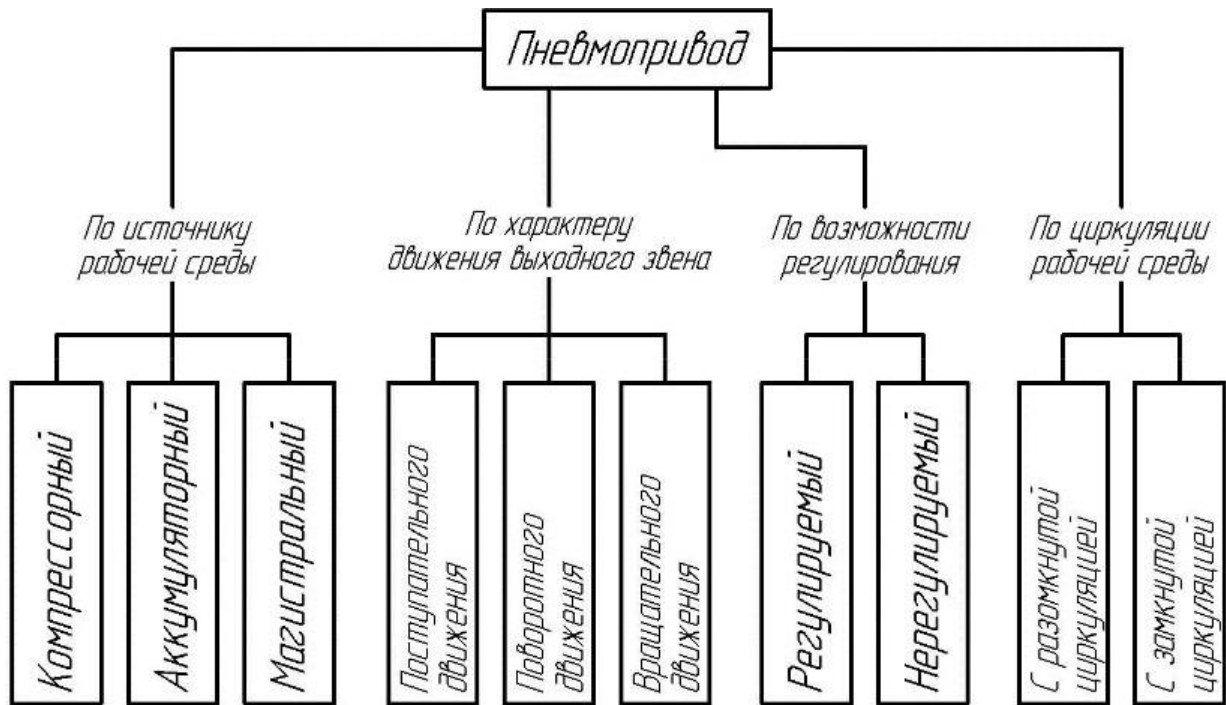 Пневмопривод
По источнику
рабочей среды
По характеру
движения выходного звена
По возможности
регулирования
По циркуляции
рабочей среды
Компрессорный
Аккумуляторный
Магистральный
Поступательного
движения
Поворотного
движения
Вращательного
движения
Регулируемый
Нерегулируемый
С разомкнутой
циркуляцией
С замкнутой
циркуляцией